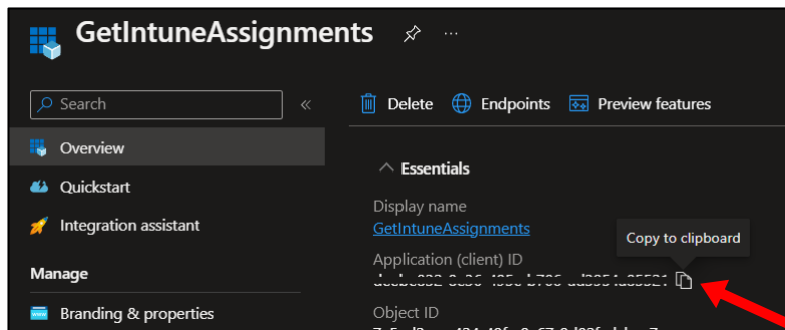 GetIntuneAssignments
Search
Delete
Endpoints
Preview features
Overview
Essentials
Quickstart
Display name
GetIntuneAssignments
Integration assistant
Copy to clipboard
Application (client) ID
Manage
Branding & properties
Object ID